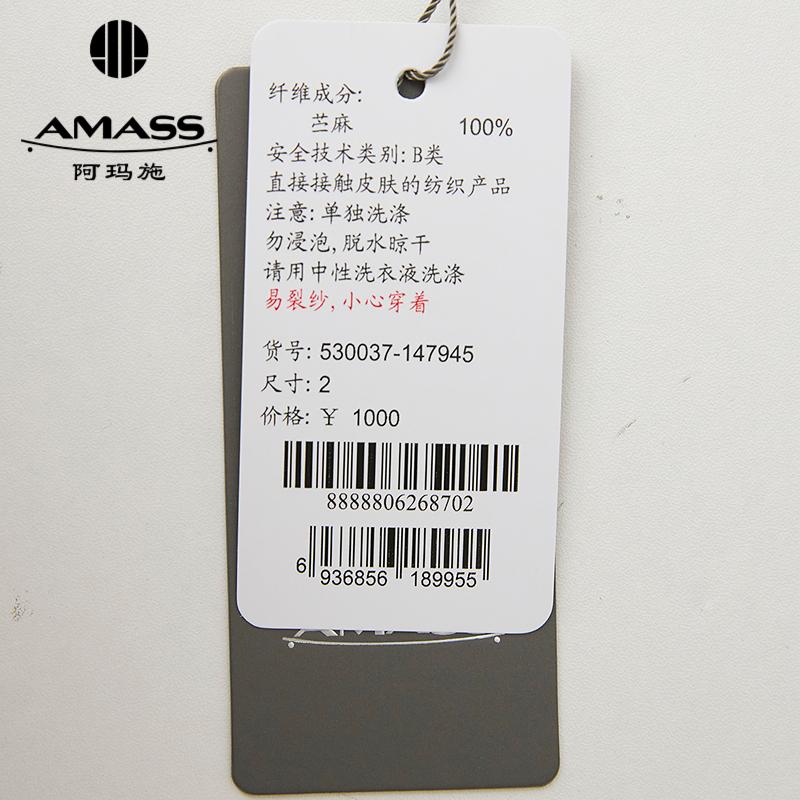 AMASS
阿玛施
纤维成分:
苎麻 100%
安全技术类别: B类
直接接触皮肤的纺织产品
注意: 单独洗涤
勿浸泡, 脱水晾干
请用中性洗衣液洗涤
易裂纱, 小心穿着
货号: 530037-147945
尺寸: 2
价格: ¥ 1000
8888806268702
6 936856 189955
AMASS